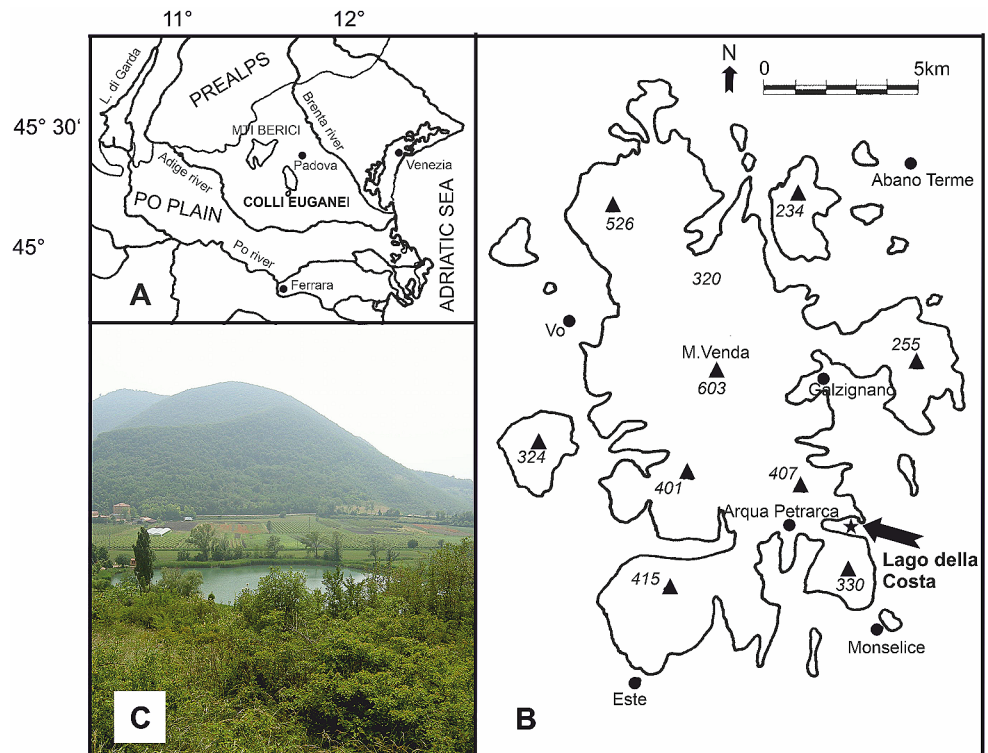 11°
12°
45° 30‘
45°
L. di Garda
PREALPS
Brenta river
MTI BERICI
Padova
Venezia
Adige river
COLLI EUGANEI
PO PLAIN
Po river
Ferrara
ADRIATIC SEA
A
N
0
5km
Abano Terme
526
234
320
Vo
M.Venda
603
255
Galzignano
324
401
407
Arqua Petrarca
Lago della
Costa
415
330
Monselice
Este
B
C